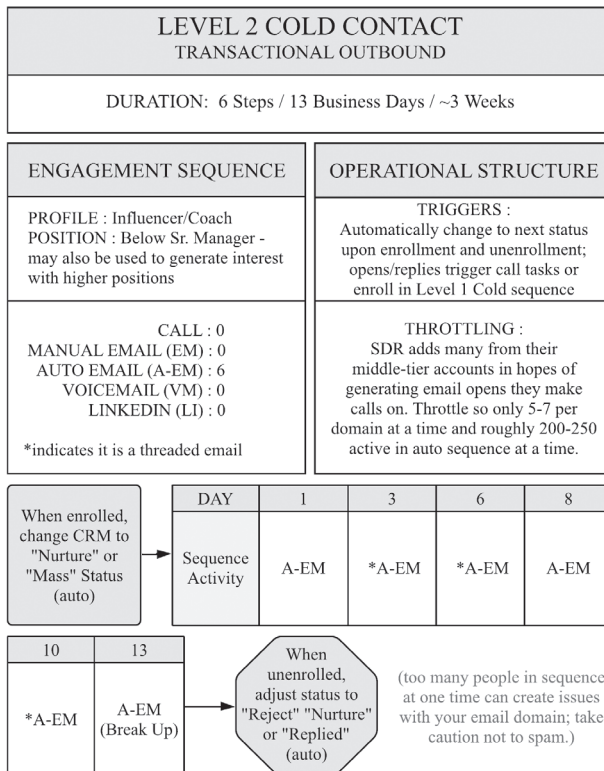 LEVEL 2 COLD CONTACT
TRANSACTIONAL OUTBOUND
DURATION: 6 Steps / 13 Business Days / ~3 Weeks
ENGAGEMENT SEQUENCE
PROFILE : Influencer/Coach
POSITION : Below Sr. Manager -
may also be used to generate interest
with higher positions
CALL : 0
MANUAL EMAIL (EM) : 0
AUTO EMAIL (A-EM) : 6
VOICEMAIL (VM) : 0
LINKEDIN (LI) : 0
*indicates it is a threaded email
OPERATIONAL STRUCTURE
TRIGGERS :
Automatically change to next status
upon enrollment and unenrollment;
opens/replies trigger call tasks or
enroll in Level 1 Cold sequence
THROTTLING :
SDR adds many from their
middle-tier accounts in hopes of
generating email opens they make
calls on. Throttle so only 5-7 per
domain at a time and roughly 200-250
active in auto sequence at a time.
When enrolled,
change CRM to
"Nurture" or
"Mass" Status
(auto)
DAY 1 3 6 8
Sequence
Activity
A-EM *A-EM *A-EM A-EM
10 13
*A-EM
A-EM
(Break Up)
When
unenrolled,
adjust status to
"Reject" "Nurture"
or "Replied"
(auto)
(too many people in sequence
at one time can create issues
with your email domain; take
caution not to spam.)